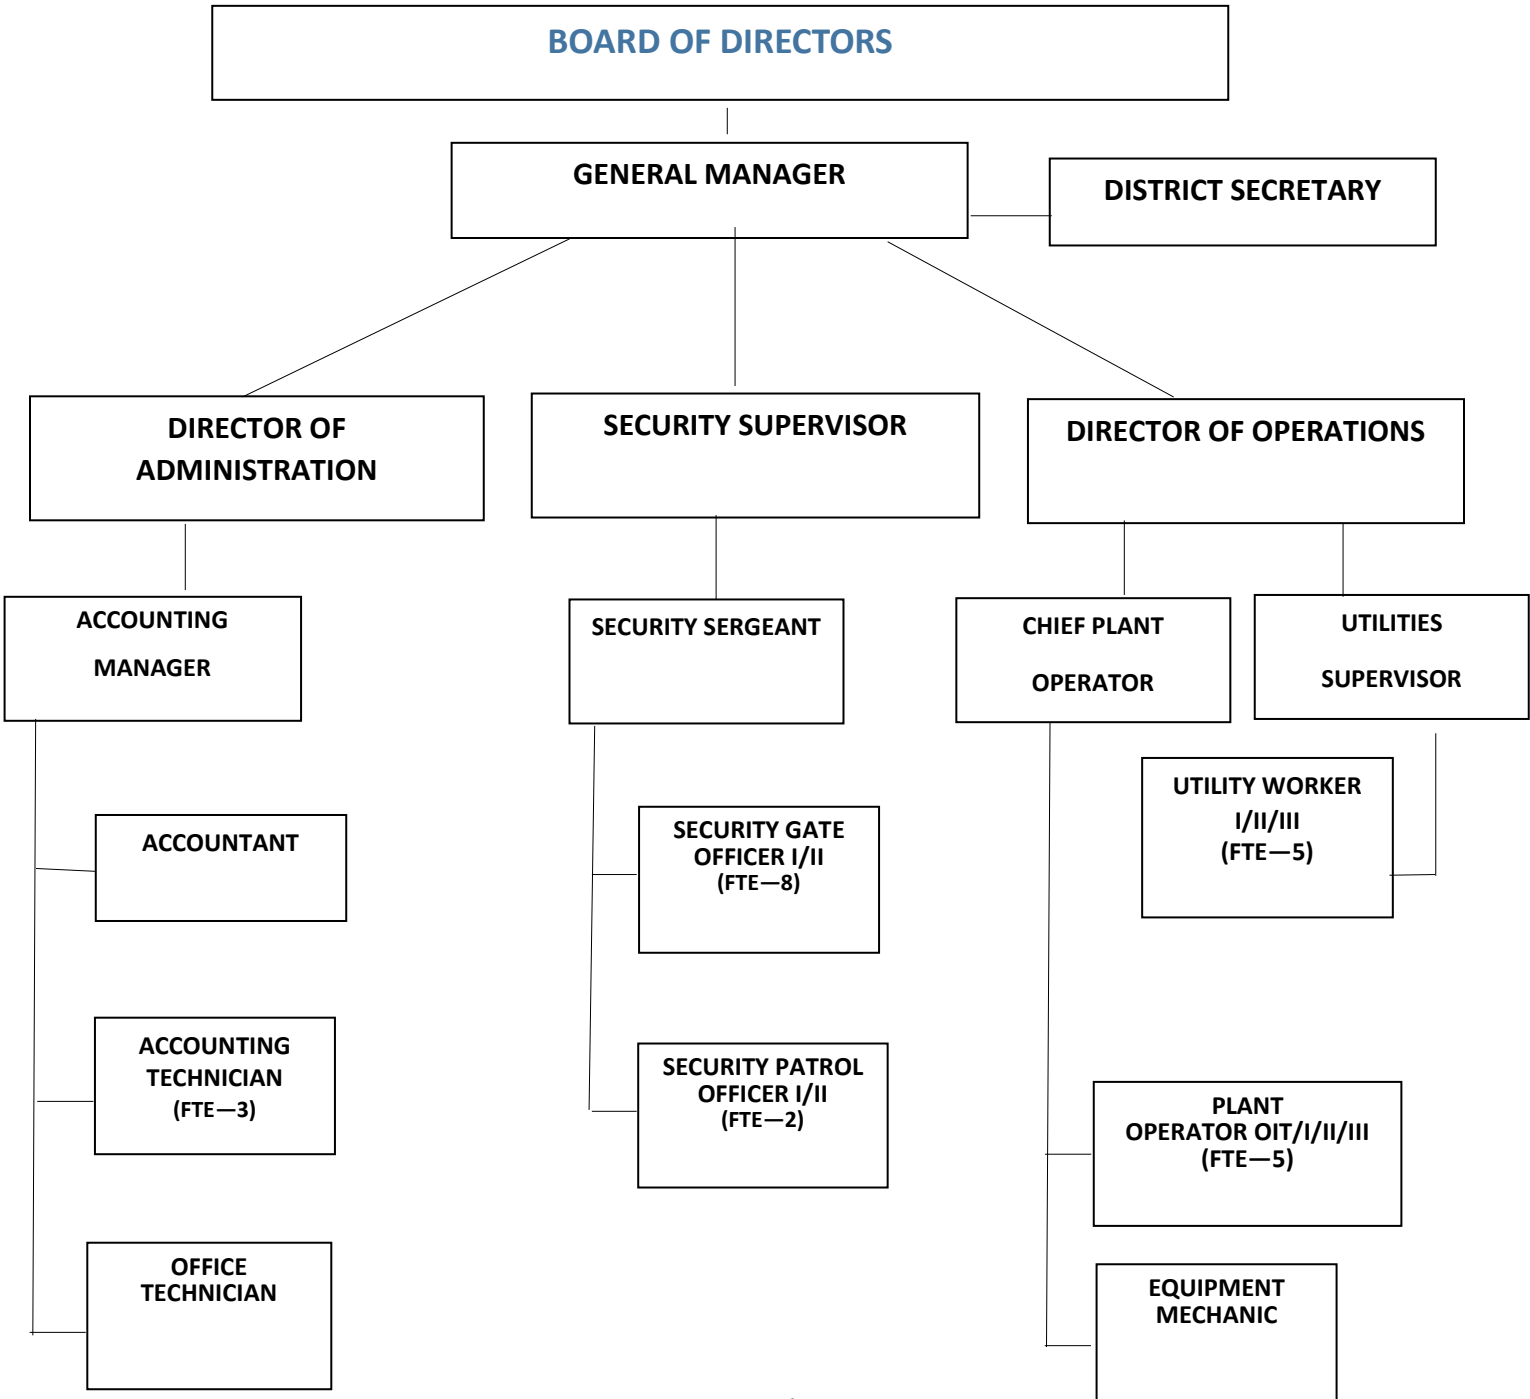 BOARD OF DIRECTORS
GENERAL MANAGER
DISTRICT SECRETARY
DIRECTOR OF
ADMINISTRATION
SECURITY SUPERVISOR
DIRECTOR OF OPERATIONS
ACCOUNTING
MANAGER
SECURITY SERGEANT
CHIEF PLANT
OPERATOR
UTILITIES
SUPERVISOR
UTILITY WORKER
I/II/III
(FTE—5)
ACCOUNTANT
SECURITY GATE
OFFICER I/II
(FTE—8)
ACCOUNTING
TECHNICIAN
(FTE—3)
SECURITY PATROL
OFFICER I/II
(FTE—2)
PLANT
OPERATOR OIT/I/II/III
(FTE—5)
OFFICE
TECHNICIAN
EQUIPMENT
MECHANIC